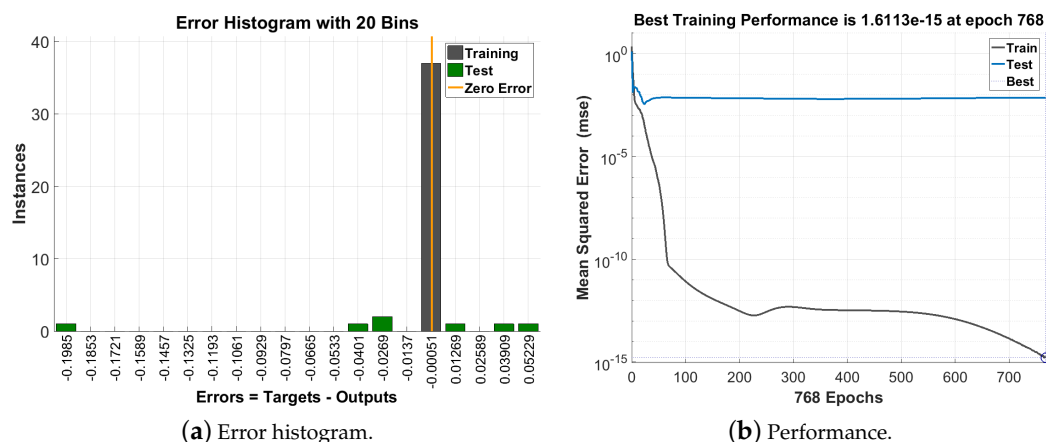 Error Histogram with 20 Bins
40
30
20
10
0
Instances
Training
Test
Zero Error
-0.1985
-0.1853
-0.1721
-0.1589
-0.1457
-0.1325
-0.1193
-0.1061
-0.0929
-0.0797
-0.0665
-0.0533
-0.0401
-0.0269
-0.0137
-0.00051
0.01269
0.02589
0.03909
0.05229
Errors = Targets - Outputs
(a) Error histogram.
Best Training Performance is 1.6113e-15 at epoch 768
10^0
10^-5
10^-10
10^-15
Mean Squared Error (mse)
Train
Test
Best
0 100 200 300 400 500 600 700
768 Epochs
(b) Performance.